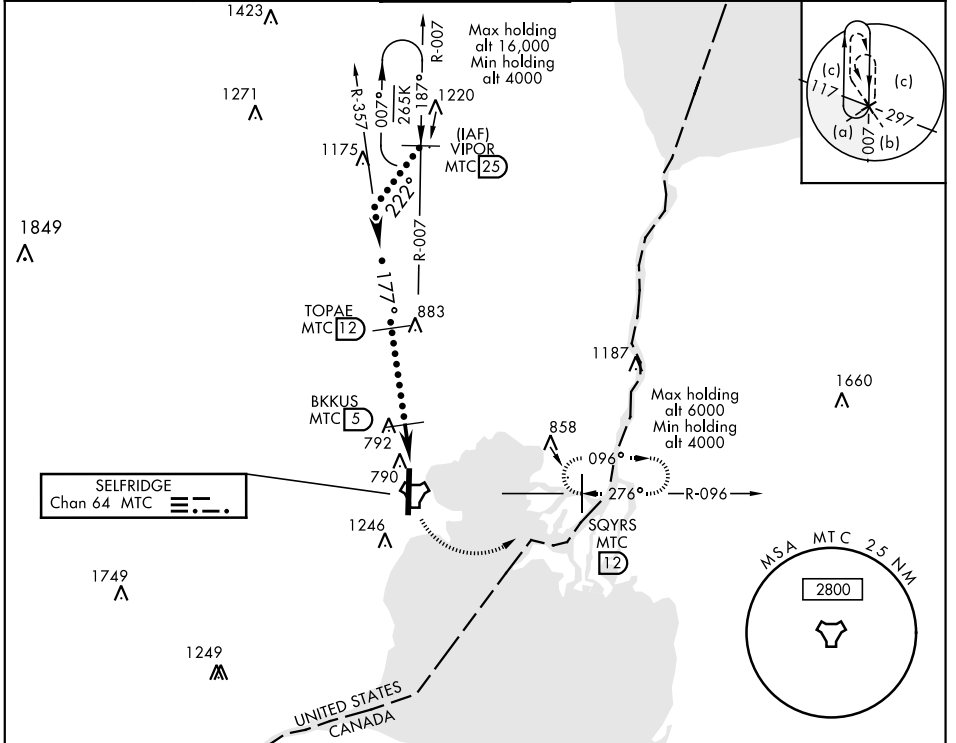 1423
R-007
Max holding
alt 16,000
Min holding
alt 4000
(c)
(c)
117
297
(a)
(b)
007
1271
R-357
007°
265K
187°
1220
(IAF)
VIPOR
MTC 25
1175
222°
1849
R-007
177°
TOPAE
MTC 12
883
1187
1660
BKKUS
MTC 5
Max holding
alt 6000
Min holding
alt 4000
792
858
790
096°
276°
R-096
SELFRIDGE
Chan 64 MTC
SQYRS
MTC
12
1246
1749
MSA MTC 25 NM
2800
1249
UNITED STATES
CANADA